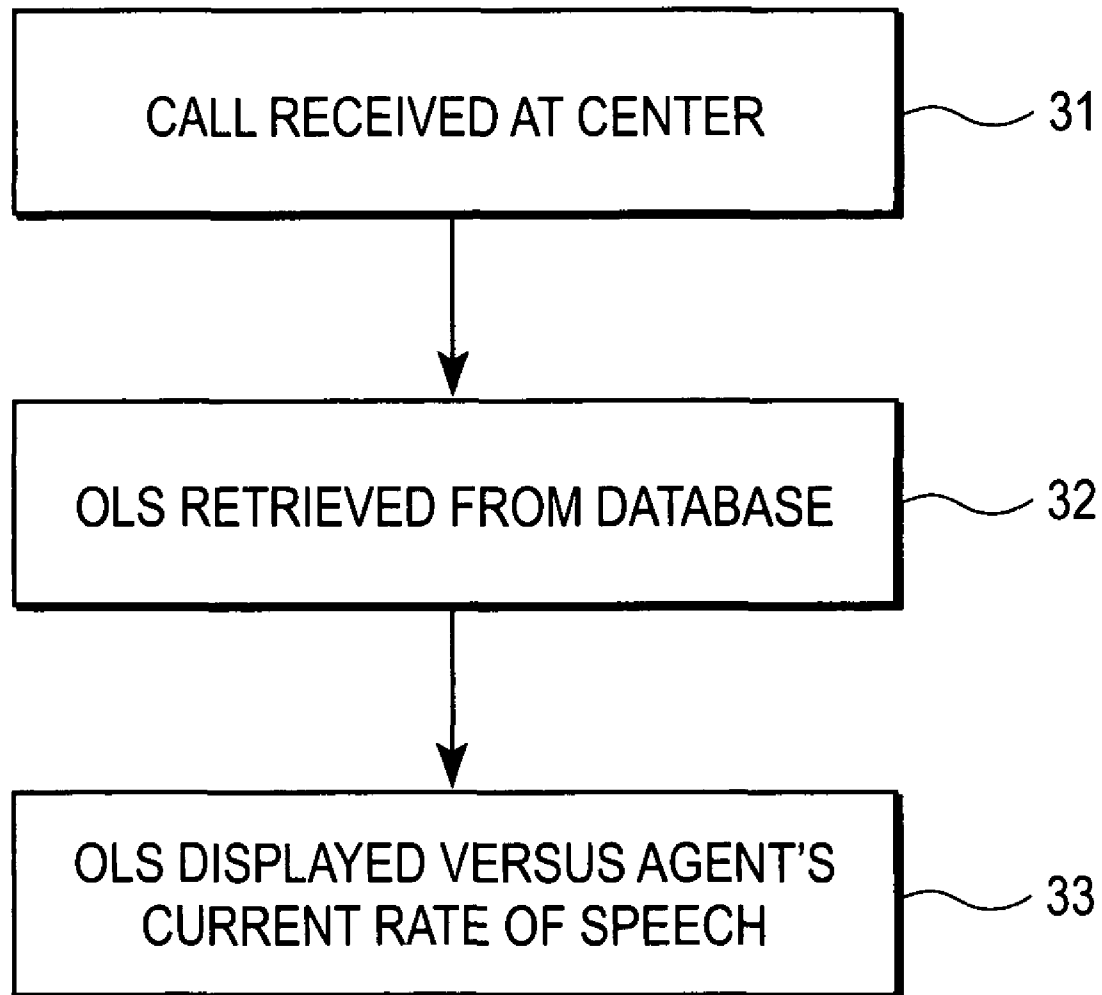 CALL RECEIVED AT CENTER
31
OLS RETRIEVED FROM DATABASE
32
OLS DISPLAYED VERSUS AGENT'S
CURRENT RATE OF SPEECH
33